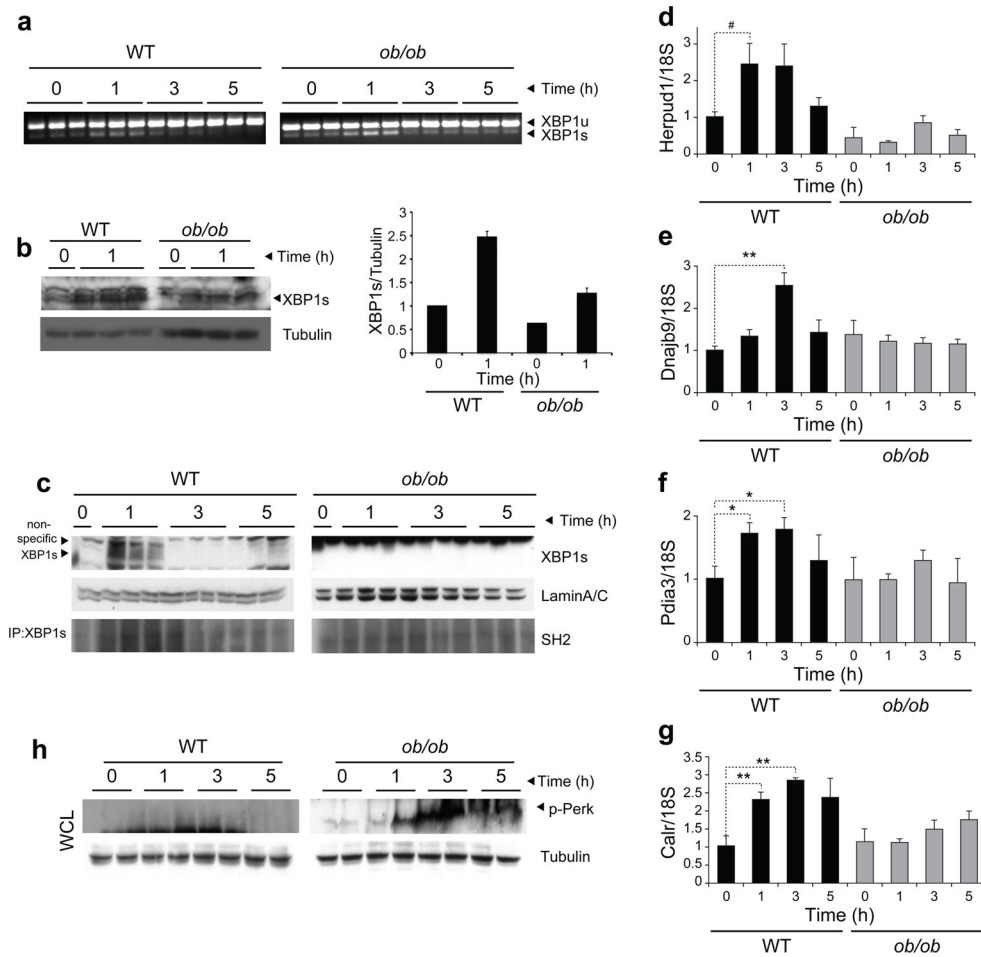 a
WT ob/ob
0 1 3 5 0 1 3 5 ◄ Time (h)
◄ XBP1u
◄ XBP1s
b
WT ob/ob
0 1 0 1 ◄ Time (h)
◄XBP1s
Tubulin
XBP1s/Tubulin
3
2.5
2
1.5
1
0.5
0
0 1 0 1
Time (h)
WT ob/ob
c
WT ob/ob
0 1 3 5 0 1 3 5 ◄ Time (h)
non-
specific ►
XBP1s ►
XBP1s
LaminA/C
IP:XBP1s
SH2
h
WT ob/ob
0 1 3 5 0 1 3 5 ◄Time (h)
WCL
◄ p-Perk
Tubulin
d
Herpud1/18S
3
2
1
0
#
0 1 3 5 0 1 3 5
Time (h)
WT ob/ob
e
Dnajb9/18S
3
2
1
0
**
0 1 3 5 0 1 3 5
Time (h)
WT ob/ob
f
Pdia3/18S
2
1
0
*
*
0 1 3 5 0 1 3 5
Time (h)
WT ob/ob
g
Calr/18S
3.5
3
2.5
2
1.5
1
0.5
0
**
**
0 1 3 5 0 1 3 5
Time (h)
WT ob/ob